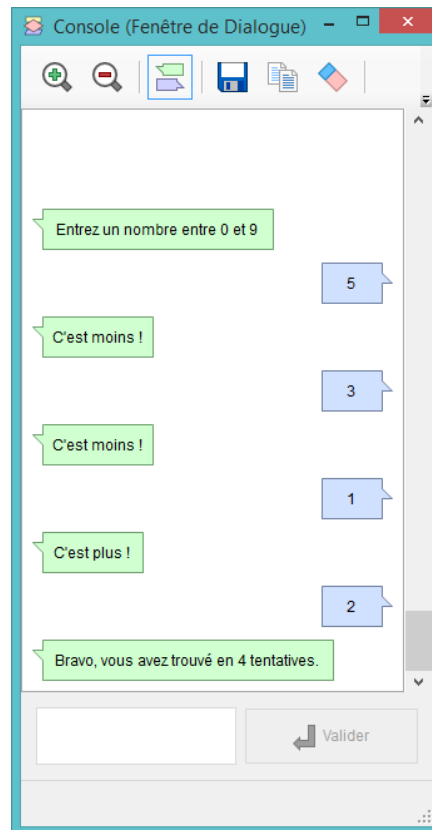 Console (Fenêtre de Dialogue)
Entrez un nombre entre 0 et 9
5
C'est moins !
3
C'est moins !
1
C'est plus !
2
Bravo, vous avez trouvé en 4 tentatives.
Valider